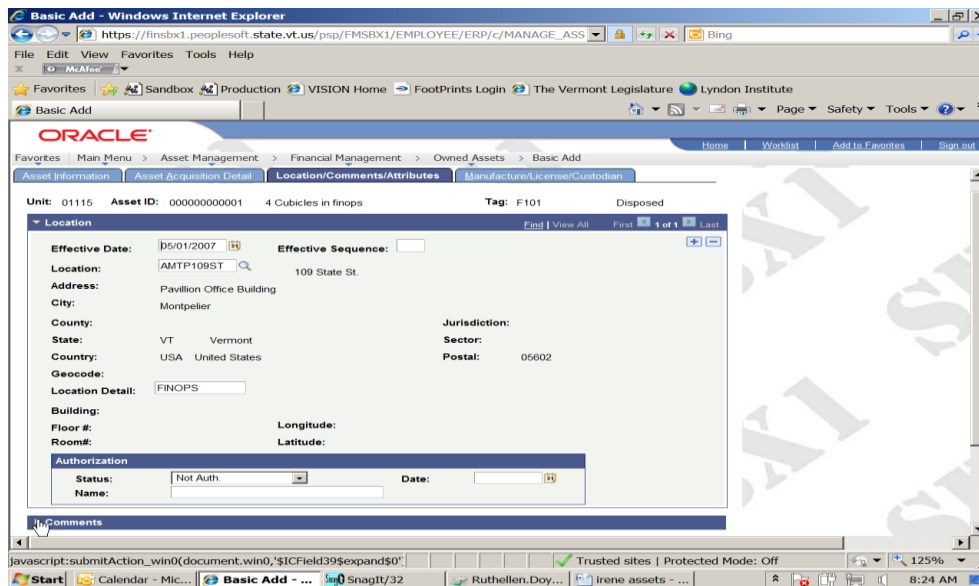 Basic Add - Windows Internet Explorer
https://finsbx1.peoplesoft.state.vt.us/psp/FMSBX1/EMPLOYEE/ERP/c/MANAGE_ASS
Bing
File Edit View Favorites Tools Help
x McAfee
Favorites Sandbox Production VISION Home FootPrints Login The Vermont Legislature Lyndon Institute
Basic Add
Page Safety Tools
ORACLE
Home | Worklist | Add to Favorites | Sign out
Favorites Main Menu > Asset Management > Financial Management > Owned Assets > Basic Add
Asset Information Asset Acquisition Detail Location/Comments/Attributes Manufacture/License/Custodian
Unit: 01115 Asset ID: 000000000001 4 Cubicles in finops Tag: F101 Disposed
Location Find | View All First 1 of 1 Last
Effective Date: 05/01/2007 Effective Sequence:
Location: AMTP109ST 109 State St.
Address: Pavillion Office Building
City: Montpelier
County: Jurisdiction:
State: VT Vermont Sector:
Country: USA United States Postal: 05602
Geocode:
Location Detail: FINOPS
Building:
Floor #: Longitude:
Room#: Latitude:
Authorization
Status: Not Auth. Date:
Name:
Comments
javascript:submitAction_win0(document.win0,'$ICField39$expand$0' Trusted sites | Protected Mode: Off 125%
Start Calendar - Mic... Basic Add - ... SnagIt/32 Ruthellen.Doy... irene assets - ... 8:24 AM